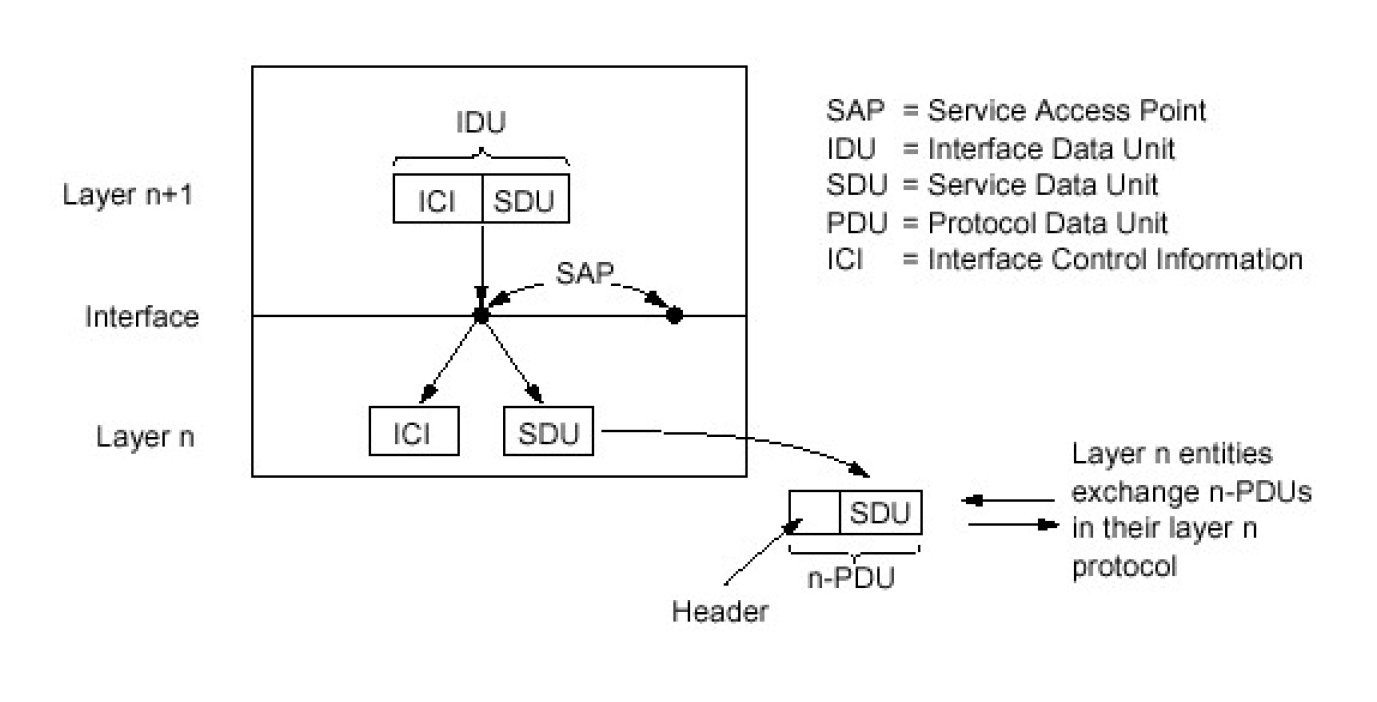 IDU
Layer n+1
ICI SDU
SAP
Interface
Layer n
ICI SDU
SAP = Service Access Point
IDU = Interface Data Unit
SDU = Service Data Unit
PDU = Protocol Data Unit
ICI = Interface Control Information
SDU
n-PDU
Header
Layer n entities
exchange n-PDUs
in their layer n
protocol